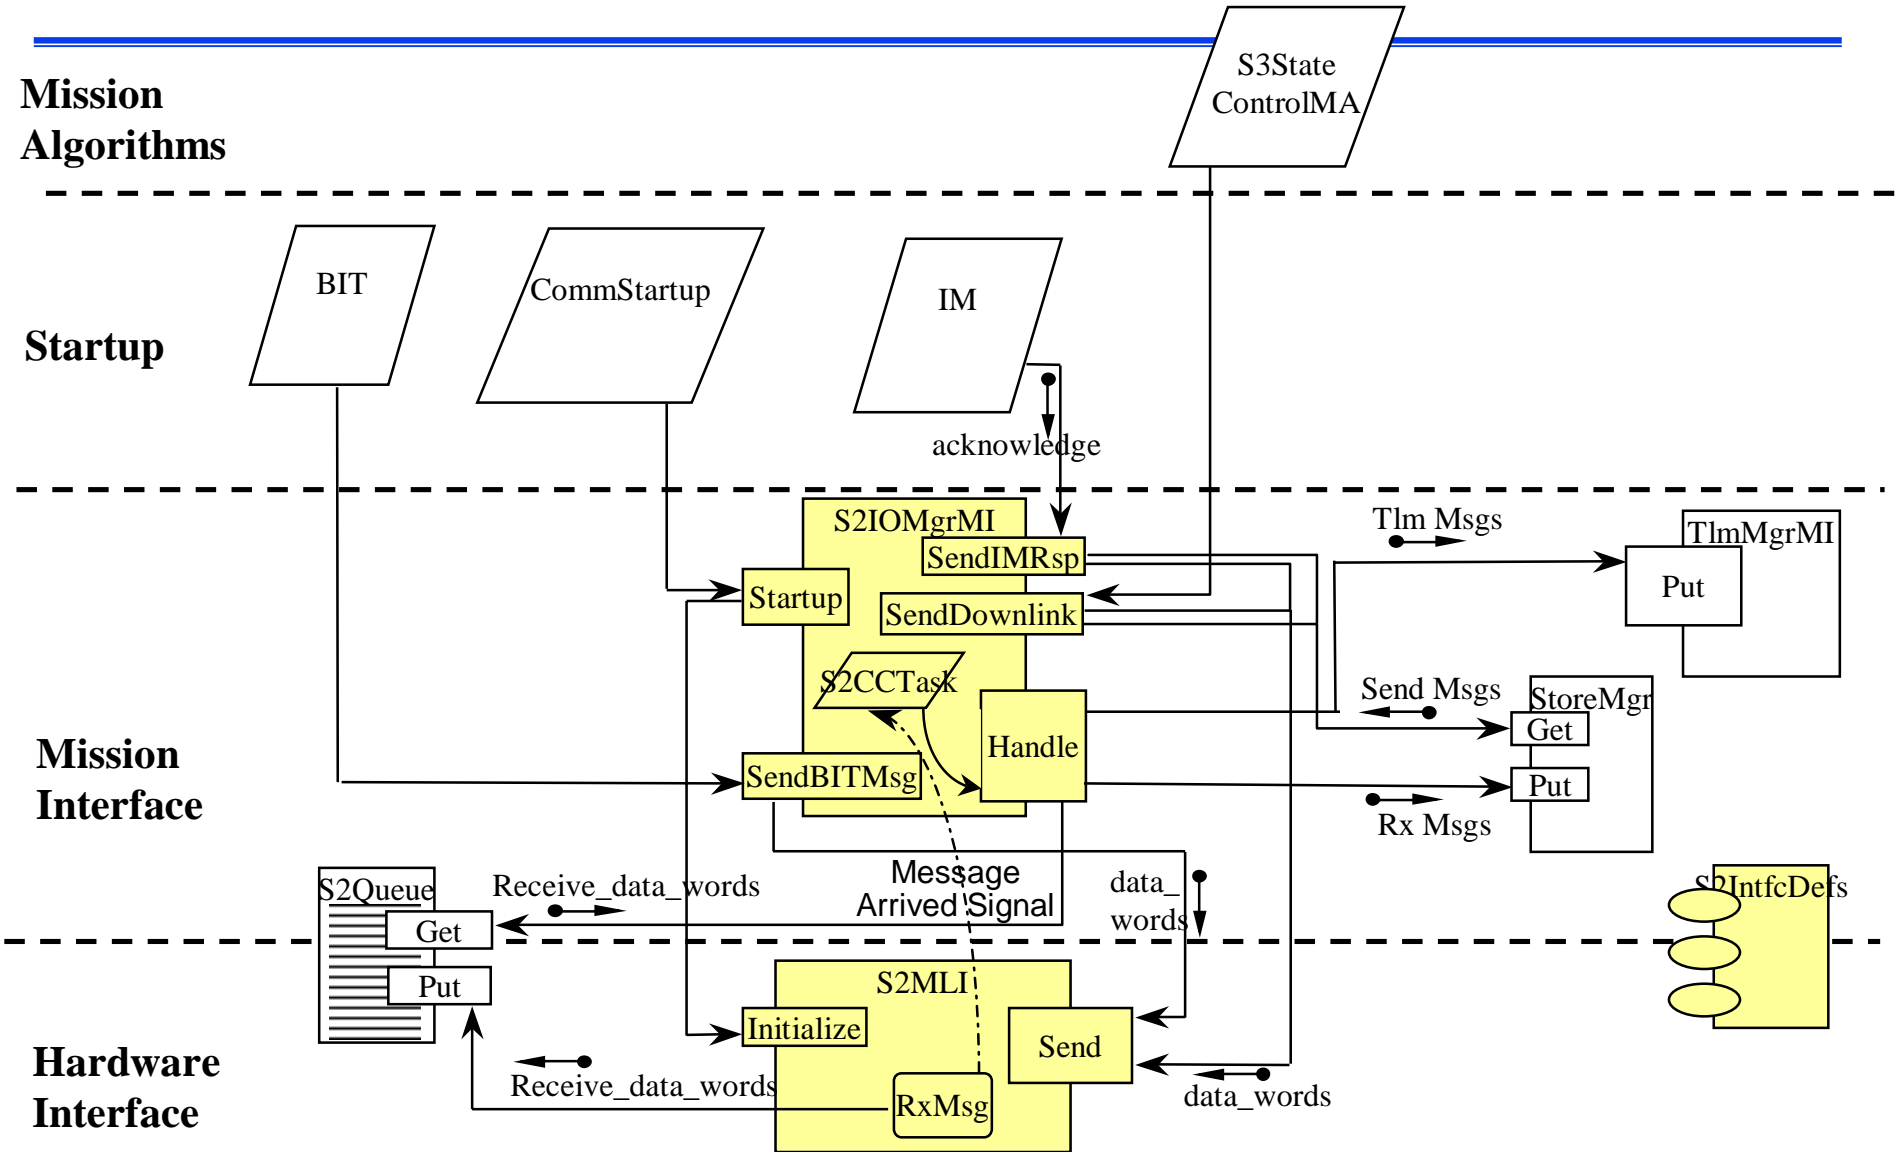 S3State
ControlMA
Mission
Algorithms
BIT
CommStartup
IM
Startup
acknowledge
S2IOMgrMI
SendIMRsp
Startup
SendDownlink
S2CCTask
Handle
SendBITMsg
Tlm Msgs
TlmMgrMI
Put
Send Msgs
StoreMgr
Get
Put
Rx Msgs
Mission
Interface
S2Queue
Get
Put
Receive_data_words
Message
Arrived Signal
data_
words
S2IntfcDefs
S2MLI
Initialize
Send
RxMsg
Receive_data_words
data_words
Hardware
Interface